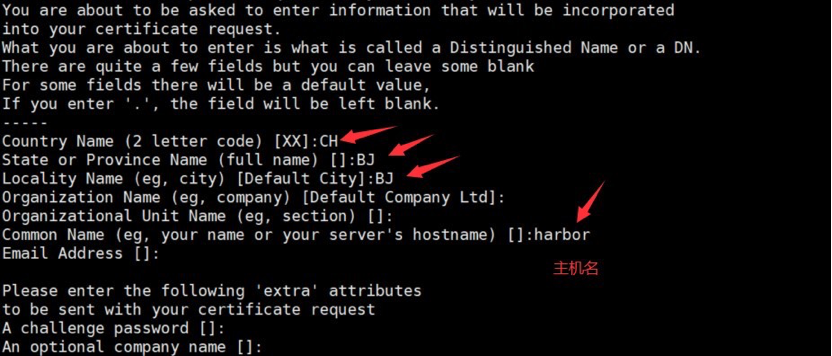 You are about to be asked to enter information that will be incorporated
into your certificate request.
What you are about to enter is what is called a Distinguished Name or a DN.
There are quite a few fields but you can leave some blank
For some fields there will be a default value,
If you enter '.', the field will be left blank.
-----
Country Name (2 letter code) [XX]:CH
State or Province Name (full name) []:BJ
Locality Name (eg, city) [Default City]:BJ
Organization Name (eg, company) [Default Company Ltd]:
Organizational Unit Name (eg, section) []:
Common Name (eg, your name or your server's hostname) []:harbor
Email Address []:
主机名
Please enter the following 'extra' attributes
to be sent with your certificate request
A challenge password []:
An optional company name []: